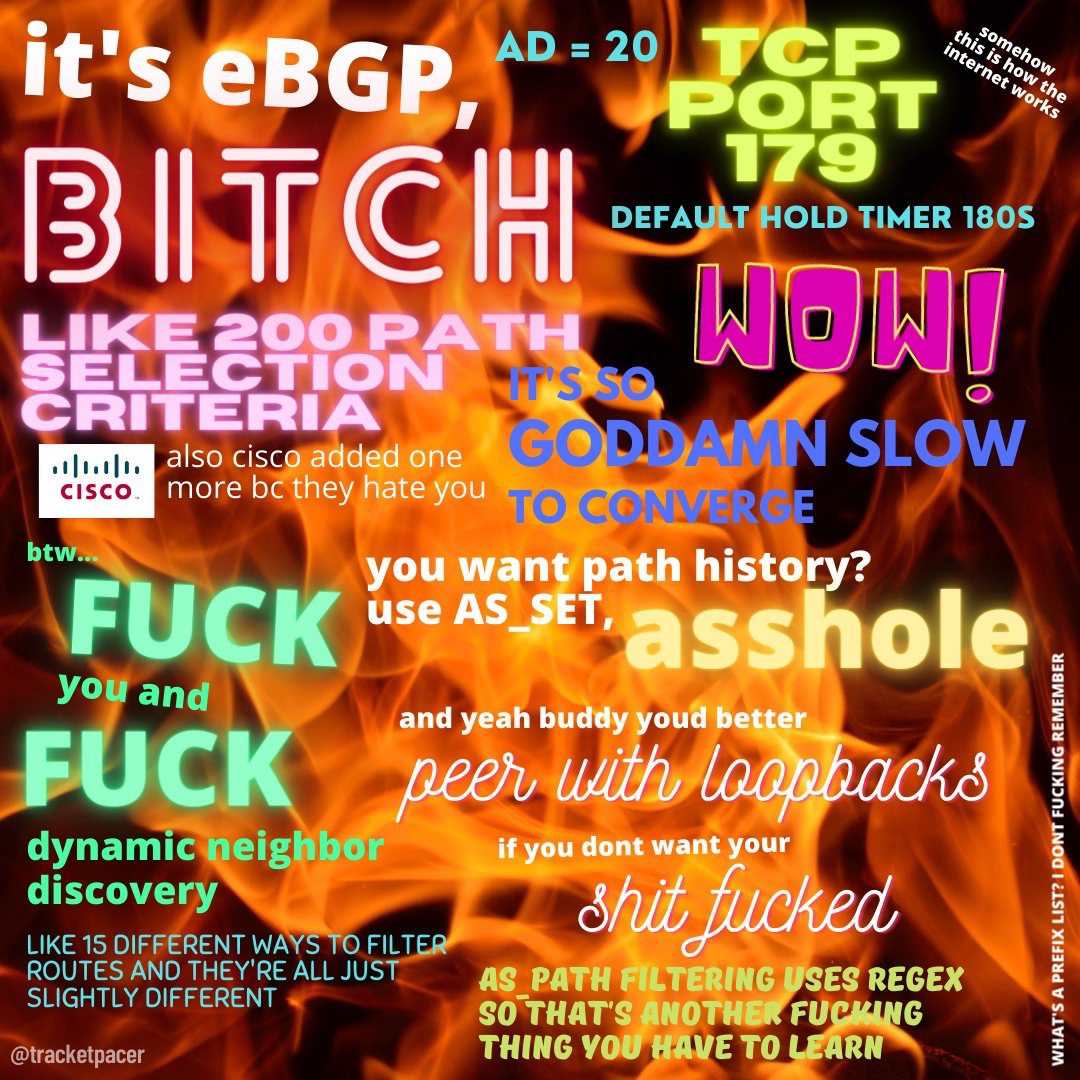 it's eBGP,
BITCH
AD = 20
TCP
PORT
179
somehow
this is how the
internet works
DEFAULT HOLD TIMER 180S
WOW!
LIKE 200 PATH
SELECTION
CRITERIA
CISCO
also cisco added one
more bc they hate you
IT'S SO
GODDAMN SLOW
TO CONVERGE
btw...
FUCK
you and
FUCK
dynamic neighbor
discovery
you want path history?
use AS_SET,
asshole
and yeah buddy youd better
peer with loopbacks
if you dont want your
shit fucked
LIKE 15 DIFFERENT WAYS TO FILTER
ROUTES AND THEY'RE ALL JUST
SLIGHTLY DIFFERENT
AS_PATH FILTERING USES REGEX
SO THAT'S ANOTHER FUCKING
THING YOU HAVE TO LEARN
WHAT'S A PREFIX LIST? I DONT FUCKING REMEMBER
@tracketpacer